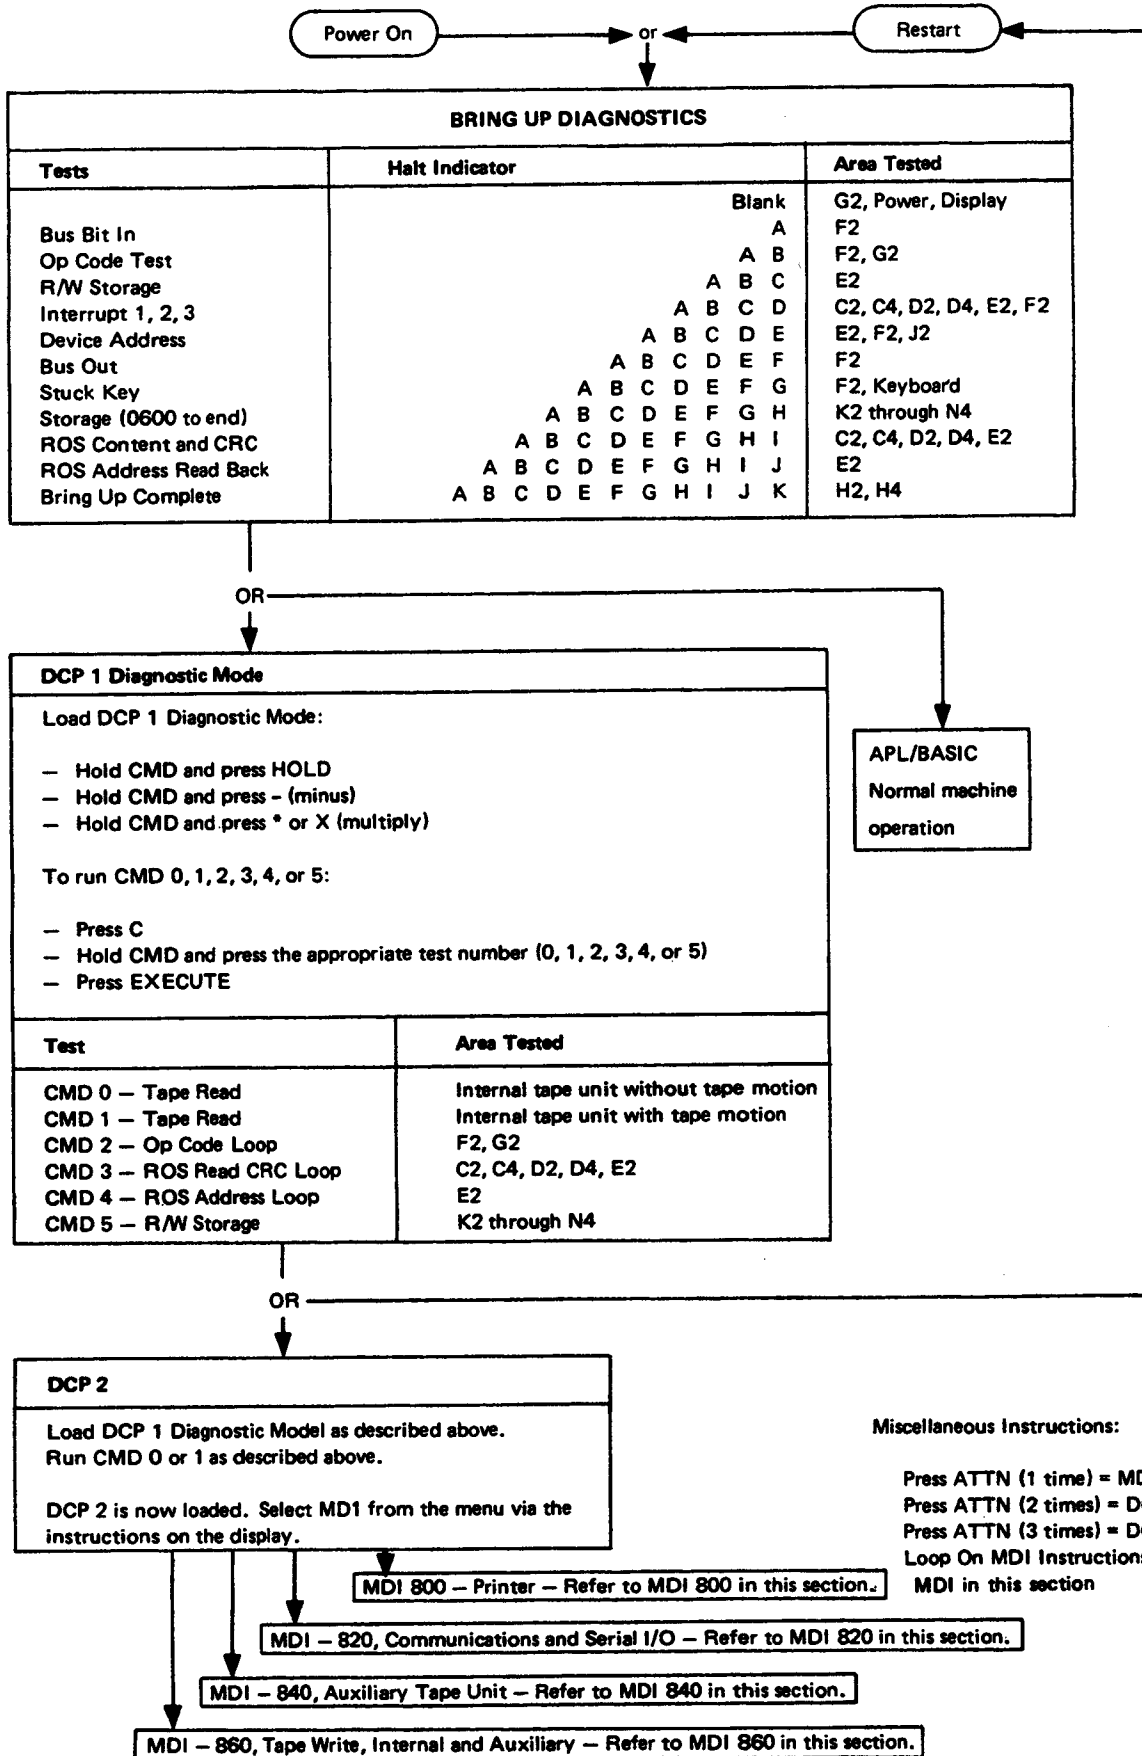 Power On or Restart
BRING UP DIAGNOSTICS
Tests Halt Indicator Area Tested
Blank G2, Power, Display
Bus Bit In A F2
Op Code Test A B F2, G2
R/W Storage A B C E2
Interrupt 1, 2, 3 A B C D C2, C4, D2, D4, E2, F2
Device Address A B C D E E2, F2, J2
Bus Out A B C D E F F2
Stuck Key A B C D E F G F2, Keyboard
Storage (0600 to end) A B C D E F G H K2 through N4
ROS Content and CRC A B C D E F G H I C2, C4, D2, D4, E2
ROS Address Read Back A B C D E F G H I J E2
Bring Up Complete A B C D E F G H I J K H2, H4
OR
DCP 1 Diagnostic Mode
Load DCP 1 Diagnostic Mode:
— Hold CMD and press HOLD
— Hold CMD and press - (minus)
— Hold CMD and press * or X (multiply)
To run CMD 0, 1, 2, 3, 4, or 5:
— Press C
— Hold CMD and press the appropriate test number (0, 1, 2, 3, 4, or 5)
— Press EXECUTE
APL/BASIC
Normal machine
operation
Test Area Tested
CMD 0 — Tape Read Internal tape unit without tape motion
CMD 1 — Tape Read Internal tape unit with tape motion
CMD 2 — Op Code Loop F2, G2
CMD 3 — ROS Read CRC Loop C2, C4, D2, D4, E2
CMD 4 — ROS Address Loop E2
CMD 5 — R/W Storage K2 through N4
OR
DCP 2
Load DCP 1 Diagnostic Model as described above.
Run CMD 0 or 1 as described above.
DCP 2 is now loaded. Select MD1 from the menu via the
instructions on the display.
Miscellaneous Instructions:
Press ATTN (1 time) = MD
Press ATTN (2 times) = D
Press ATTN (3 times) = D
Loop On MDI Instructions
MDI in this section
MDI 800 — Printer — Refer to MDI 800 in this section.
MDI — 820, Communications and Serial I/O — Refer to MDI 820 in this section.
MDI — 840, Auxiliary Tape Unit — Refer to MDI 840 in this section.
MDI — 860, Tape Write, Internal and Auxiliary — Refer to MDI 860 in this section.